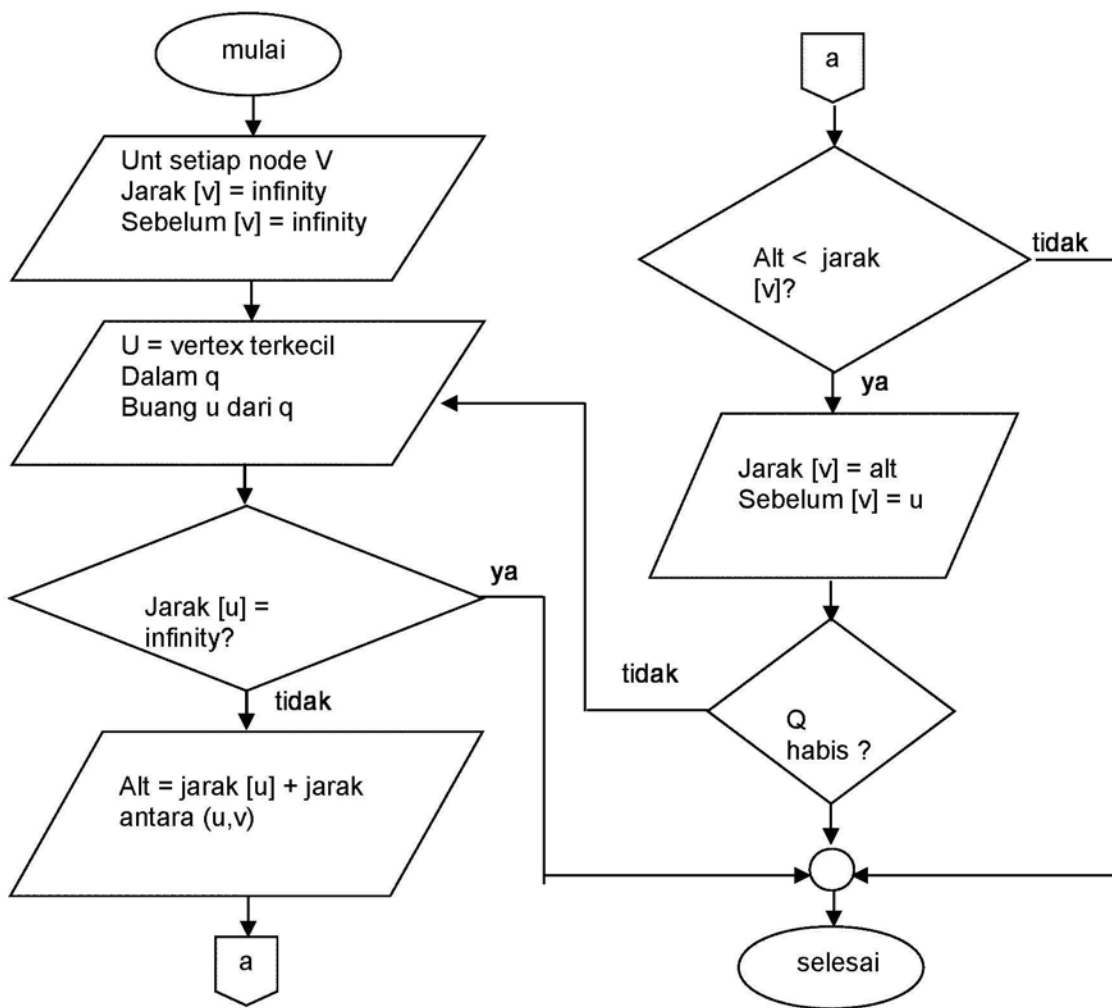 mulai
Unt setiap node V
Jarak [v] = infinity
Sebelum [v] = infinity
U = vertex terkecil
Dalam q
Buang u dari q
Jarak [u] =
infinity?
ya
tidak
Alt = jarak [u] + jarak
antara (u,v)
a
a
Alt < jarak
[v]?
tidak
ya
Jarak [v] = alt
Sebelum [v] = u
tidak
Q
habis ?
selesai